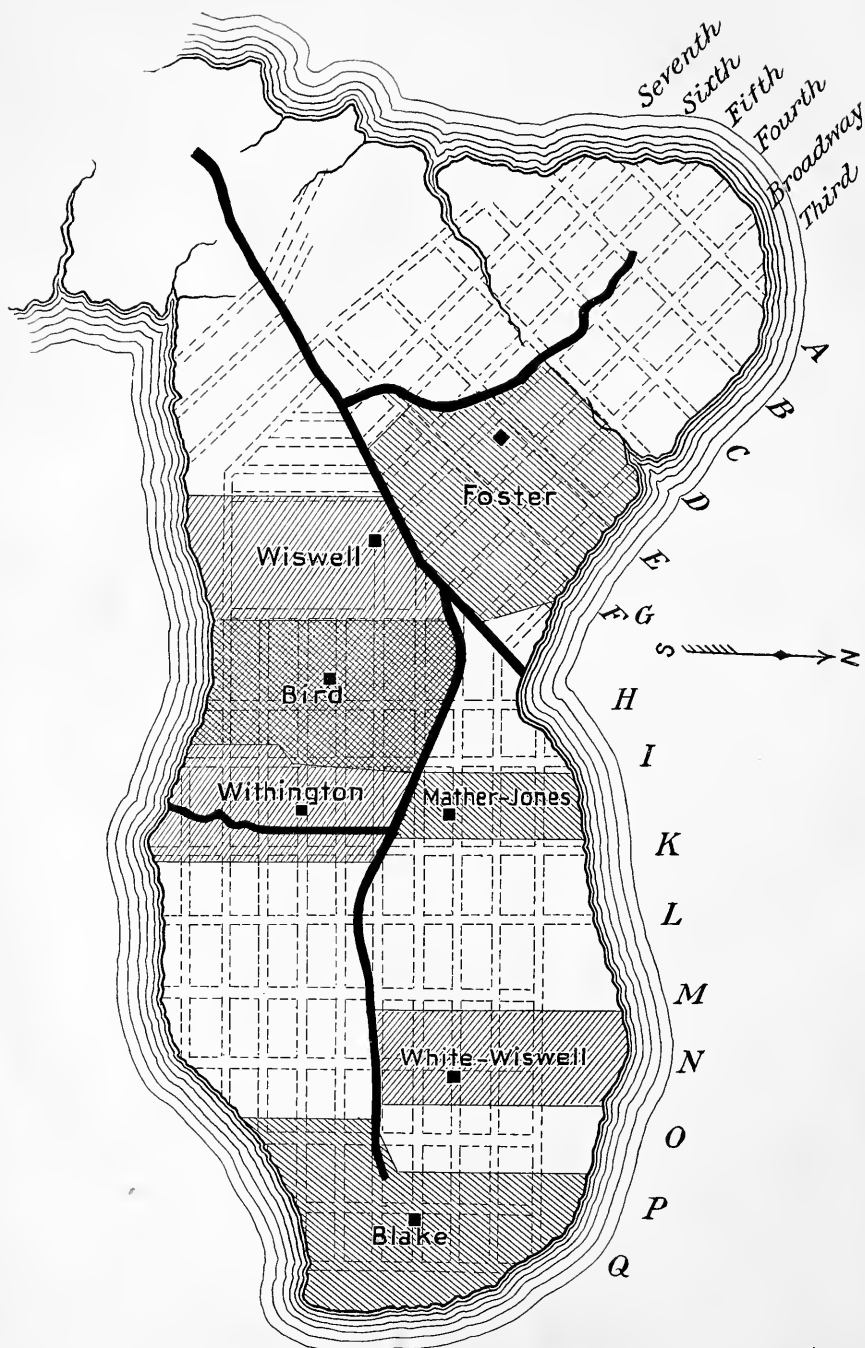 Seventh
Sixth
Fifth
Fourth
Broadway
Third
A
B
C
D
E
F
G
H
I
K
L
M
N
O
P
Q
S
N
Foster
Wiswell
Bird
Withington
Mather-Jones
White-Wiswell
Blake